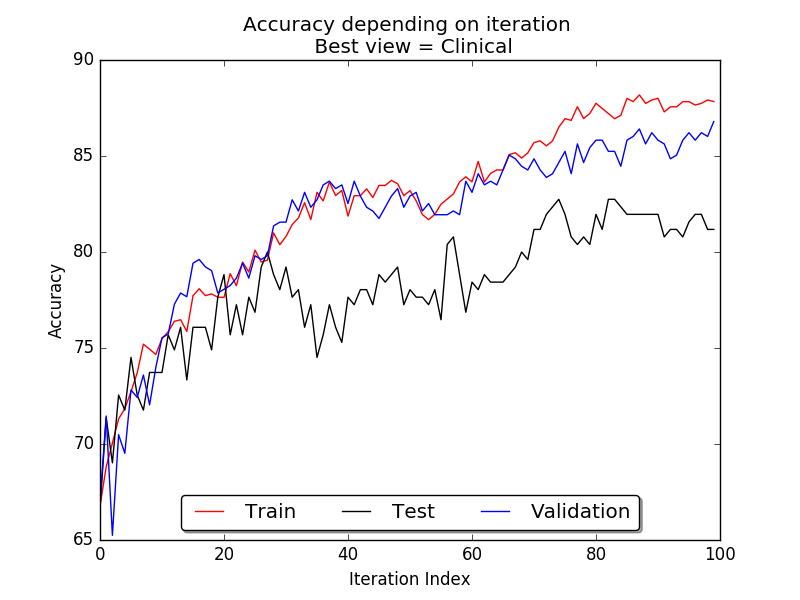 Accuracy depending on iteration
Best view = Clinical
90
85
80
75
70
65
Accuracy
Train Test Validation
0 20 40 60 80 100
Iteration Index